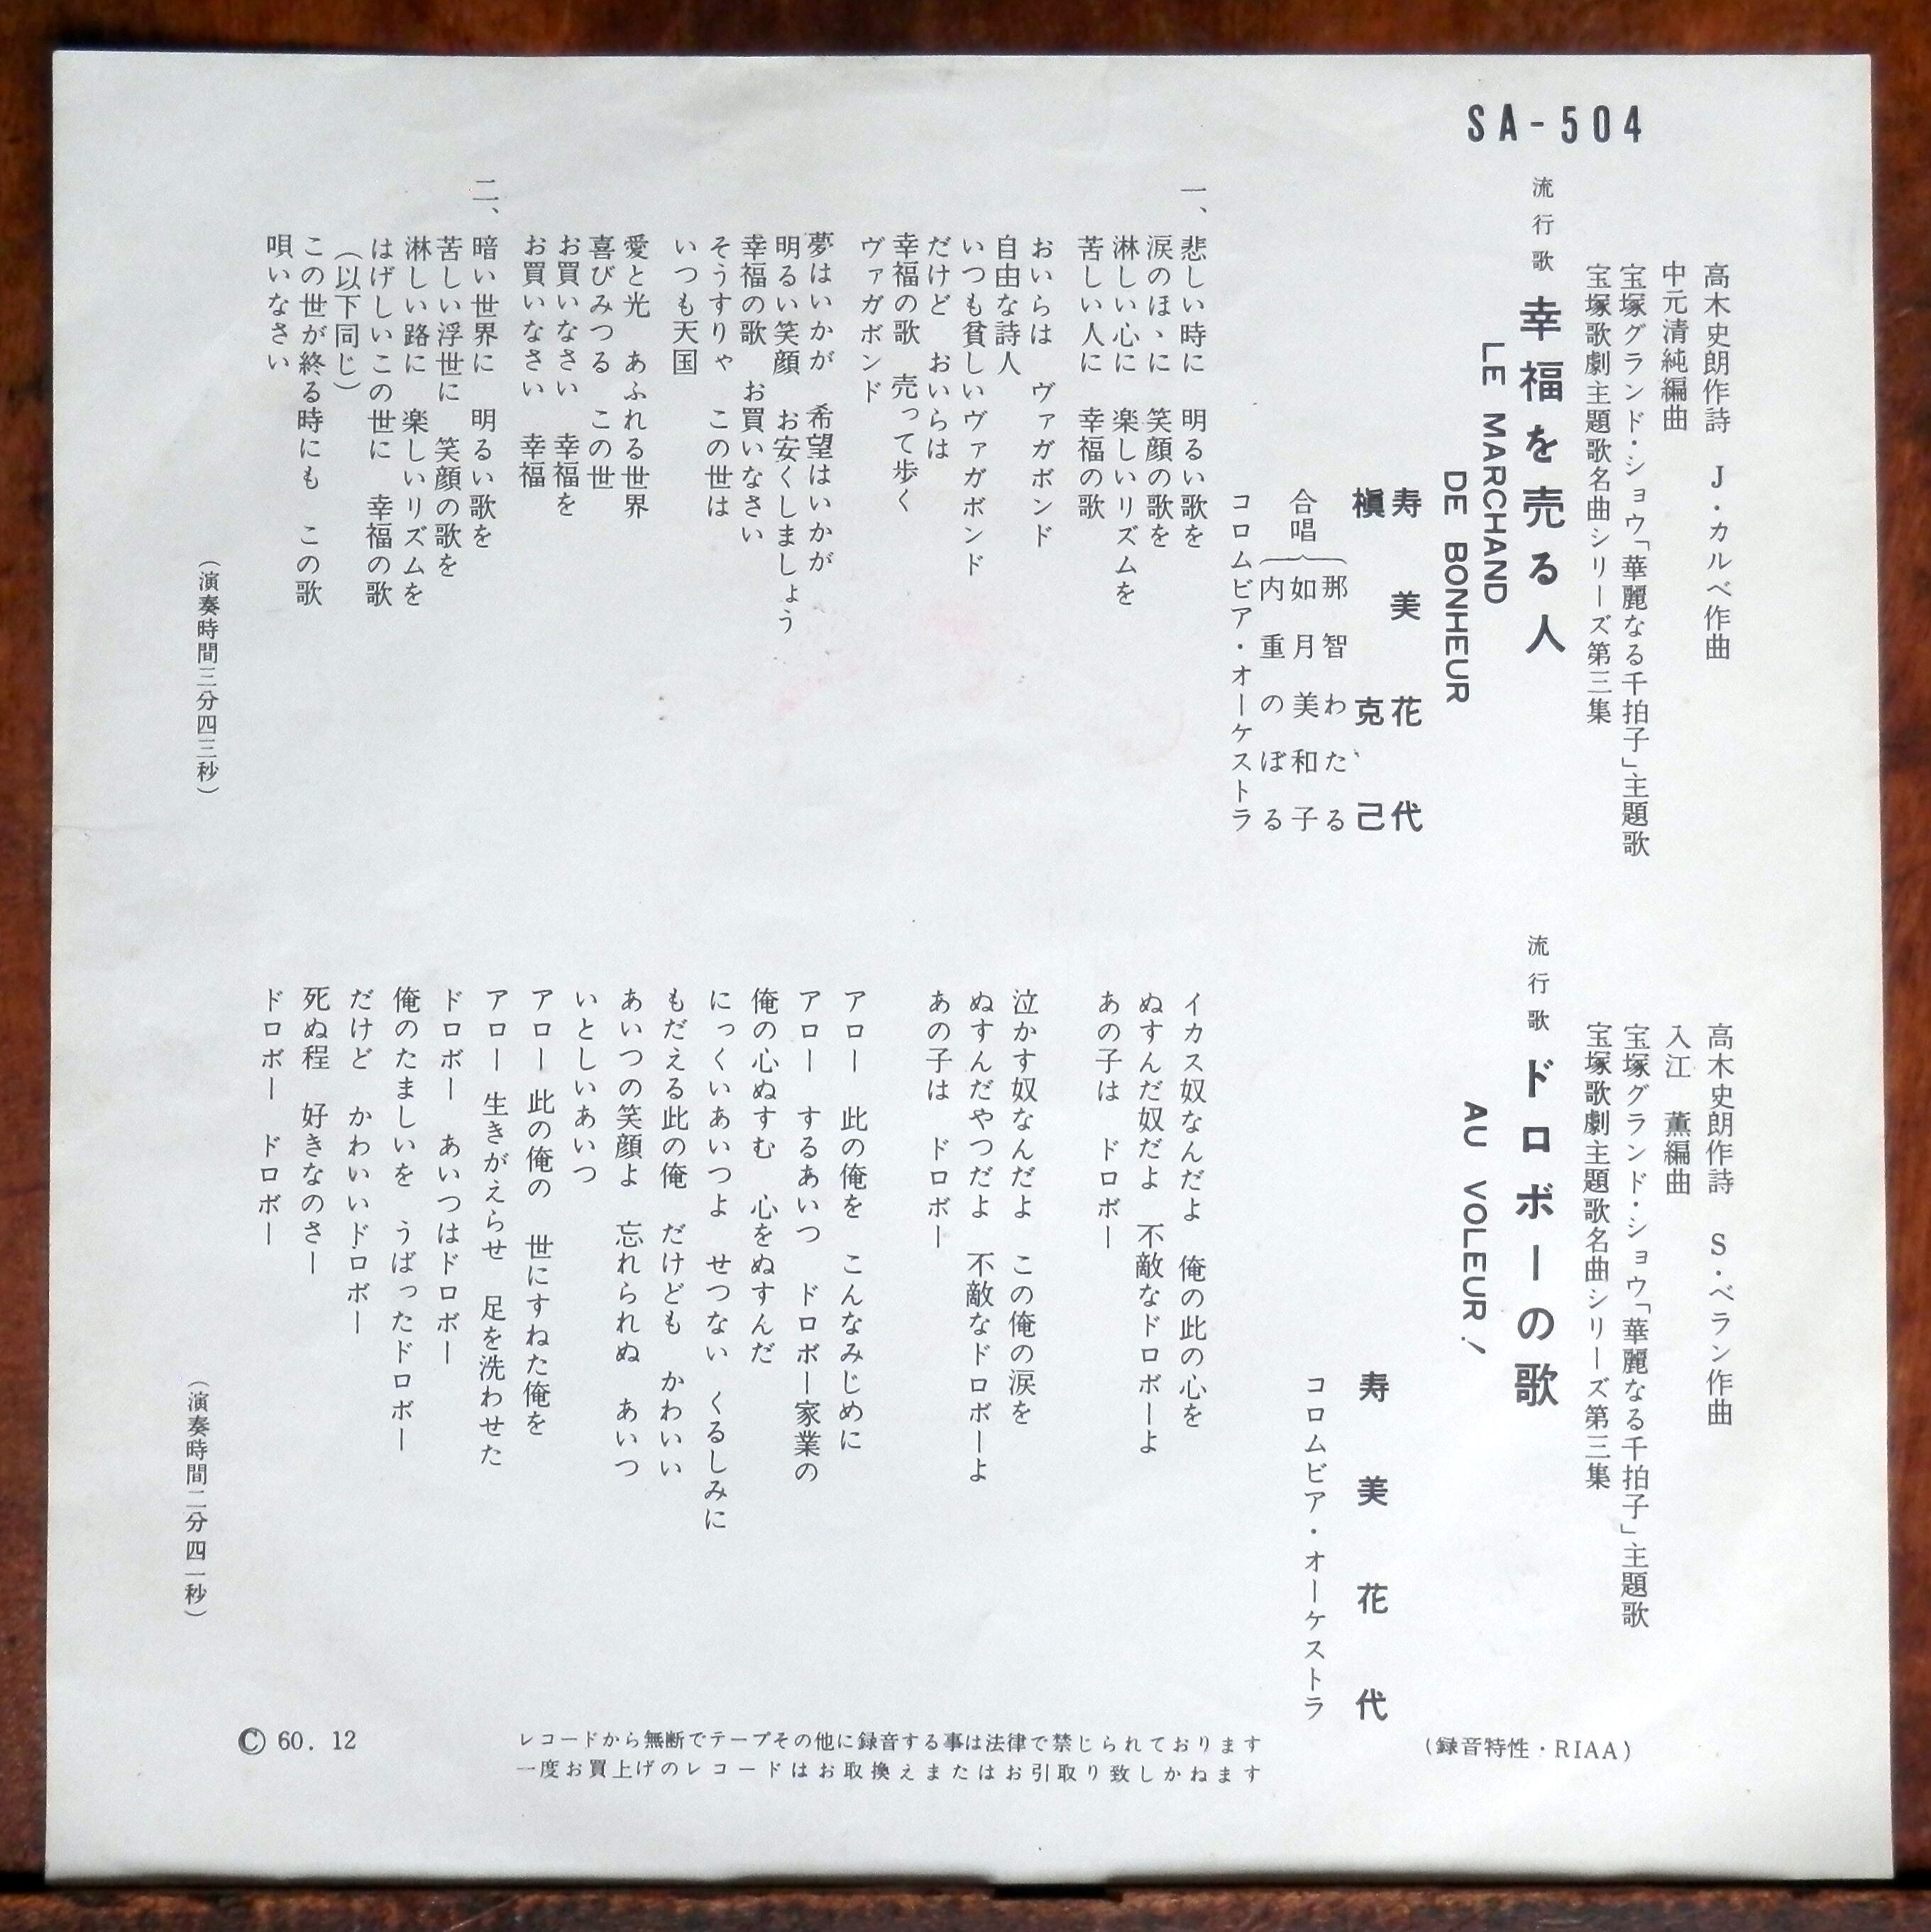 SA-504
高木史朗作詩 J・カルベ作曲
中元清純編曲
宝塚グランド・ショウ「華麗なる千拍子」主題歌
宝塚歌劇主題歌名曲シリーズ第三集
流行歌 幸福を売る人
LE MARCHAND
DE BONHEUR
寿美花代
槇克己
合唱
那智わたる
如月美和子
内重のぼる
コロムビア・オーケストラ
一、悲しい時に 明るい歌を
涙のほゝに 笑顔の歌を
淋しい心に 楽しいリズムを
苦しい人に 幸福の歌
おいらは ヴァガボンド
自由な詩人
いつも貧しいヴァガボンド
だけど おいらは
幸福の歌 売って歩く
ヴァガボンド
夢はいかが 希望はいかが
明るい笑顔 お安くしましょう
幸福の歌 お買いなさい
そうすりゃ この世は
いつも天国
愛と光 あふれる世界
喜びみつる この世
お買いなさい 幸福を
お買いなさい 幸福
二、暗い世界に 明るい歌を
苦しい浮世に 笑顔の歌を
淋しい路に 楽しいリズムを
はげしいこの世に 幸福の歌
（以下同じ）
この世が終る時にも この歌
唄いなさい
（演奏時間三分四三秒）
高木史朗作詩 S・ベラン作曲
入江 薫編曲
宝塚グランド・ショウ「華麗なる千拍子」主題歌
宝塚歌劇主題歌名曲シリーズ第三集
流行歌 ドロボーの歌
AU VOLEUR!
寿美花代
コロムビア・オーケストラ
イカス奴なんだよ 俺の此の心を
ぬすんだ奴だよ 不敵なドロボーよ
あの子は ドロボー
泣かす奴なんだよ この俺の涙を
ぬすんだやつだよ 不敵なドロボーよ
あの子は ドロボー
アロー 此の俺を こんなみじめに
アロー するあいつ ドロボー家業の
俺の心ぬすむ 心をぬすんだ
にっくいあいつよ せつない くるしみに
もだえる此の俺 だけども かわいい
あいつの笑顔よ 忘れられぬ あいつ
いとしいあいつ
アロー 此の俺の 世にすねた俺を
アロー 生きがえらせ 足を洗わせた
ドロボー あいつはドロボー
俺のたましいを うばったドロボー
だけど かわいいドロボー
死ぬ程 好きなのさー
ドロボー ドロボー
（演奏時間二分四一秒）
（録音特性・RIAA）
レコードから無断でテープその他に録音する事は法律で禁じられております
一度お買上げのレコードはお取換えまたはお引取り致しかねます
© 60. 12